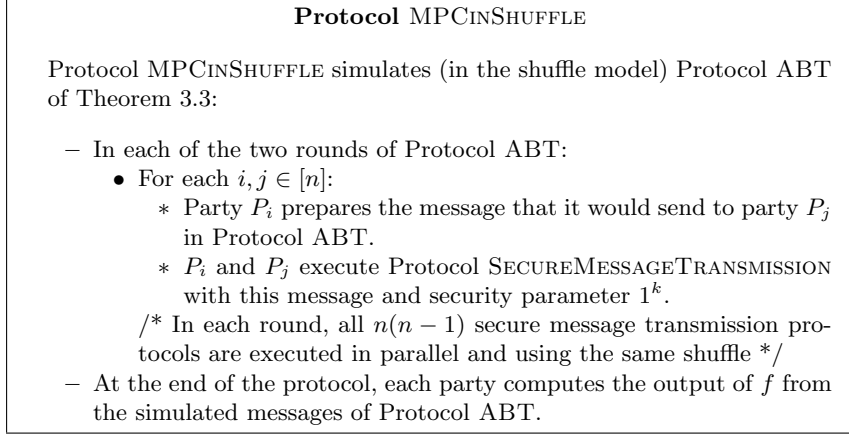 Protocol MPCINSHUFFLE
Protocol MPCINSHUFFLE simulates (in the shuffle model) Protocol ABT
of Theorem 3.3:
– In each of the two rounds of Protocol ABT:
• For each i, j ∈ [n]:
∗ Party P_i prepares the message that it would send to party P_j
in Protocol ABT.
∗ P_i and P_j execute Protocol SECUREMESSAGETRANSMISSION
with this message and security parameter 1^k.
/* In each round, all n(n − 1) secure message transmission pro-
tocols are executed in parallel and using the same shuffle */
– At the end of the protocol, each party computes the output of f from
the simulated messages of Protocol ABT.